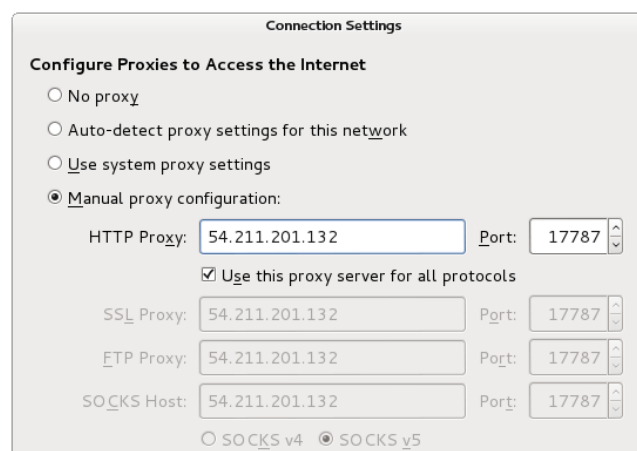 Connection Settings
Configure Proxies to Access the Internet
No proxy
Auto-detect proxy settings for this network
Use system proxy settings
Manual proxy configuration:
HTTP Proxy: 54.211.201.132 Port: 17787
Use this proxy server for all protocols
SSL Proxy: 54.211.201.132 Port: 17787
FTP Proxy: 54.211.201.132 Port: 17787
SOCKS Host: 54.211.201.132 Port: 17787
SOCKS v4 SOCKS v5